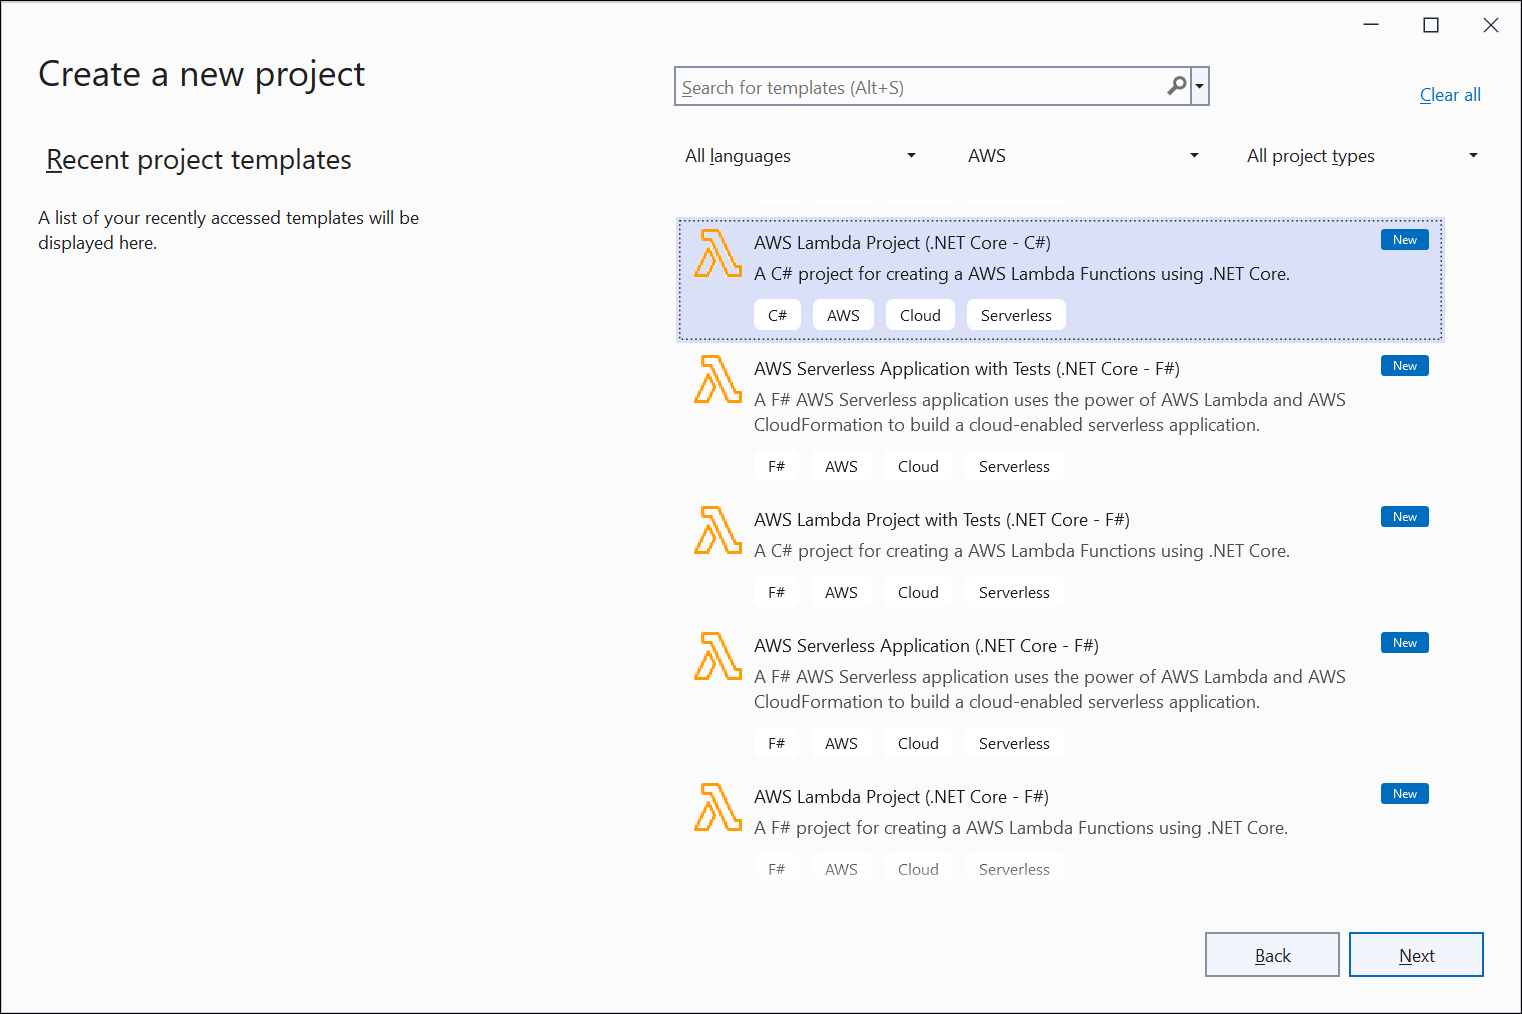 Create a new project
Search for templates (Alt+S)
Clear all
Recent project templates
All languages
AWS
All project types
A list of your recently accessed templates will be
displayed here.
AWS Lambda Project (.NET Core - C#)
New
A C# project for creating a AWS Lambda Functions using .NET Core.
C# AWS Cloud Serverless
AWS Serverless Application with Tests (.NET Core - F#)
New
A F# AWS Serverless application uses the power of AWS Lambda and AWS
CloudFormation to build a cloud-enabled serverless application.
F# AWS Cloud Serverless
AWS Lambda Project with Tests (.NET Core - F#)
New
A C# project for creating a AWS Lambda Functions using .NET Core.
F# AWS Cloud Serverless
AWS Serverless Application (.NET Core - F#)
New
A F# AWS Serverless application uses the power of AWS Lambda and AWS
CloudFormation to build a cloud-enabled serverless application.
F# AWS Cloud Serverless
AWS Lambda Project (.NET Core - F#)
New
A F# project for creating a AWS Lambda Functions using .NET Core.
F# AWS Cloud Serverless
Back
Next